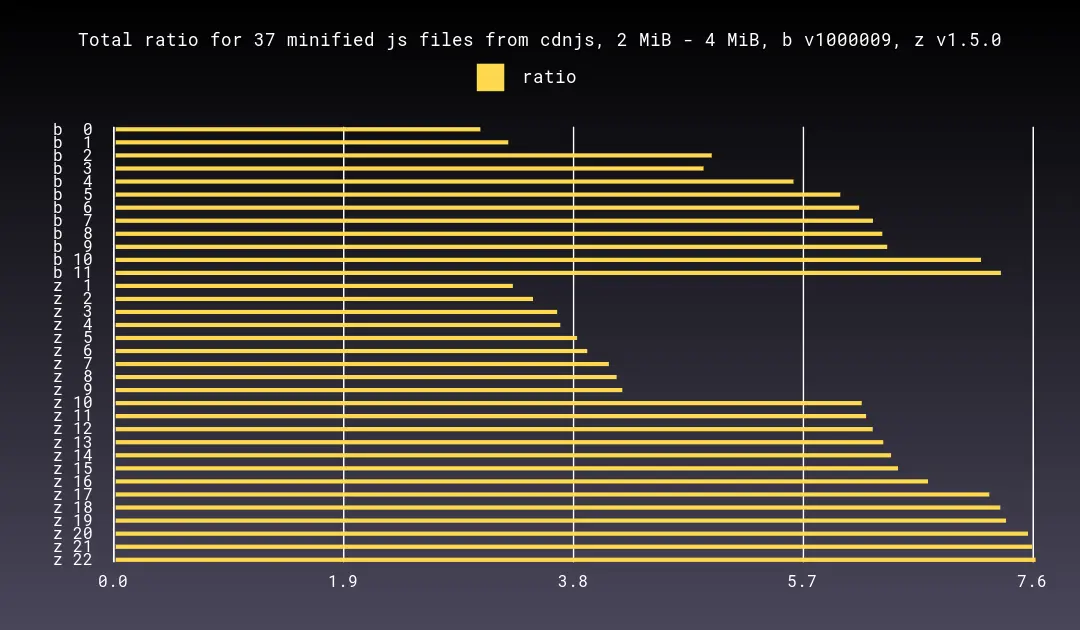 Total ratio for 37 minified js files from cdnjs, 2 MiB - 4 MiB, b v1000009, z v1.5.0
ratio
b 0
b 1
b 2
b 3
b 4
b 5
b 6
b 7
b 8
b 9
b 10
b 11
z 1
z 2
z 3
z 4
z 5
z 6
z 7
z 8
z 9
z 10
z 11
z 12
z 13
z 14
z 15
z 16
z 17
z 18
z 19
z 20
z 21
z 22
0.0 1.9 3.8 5.7 7.6